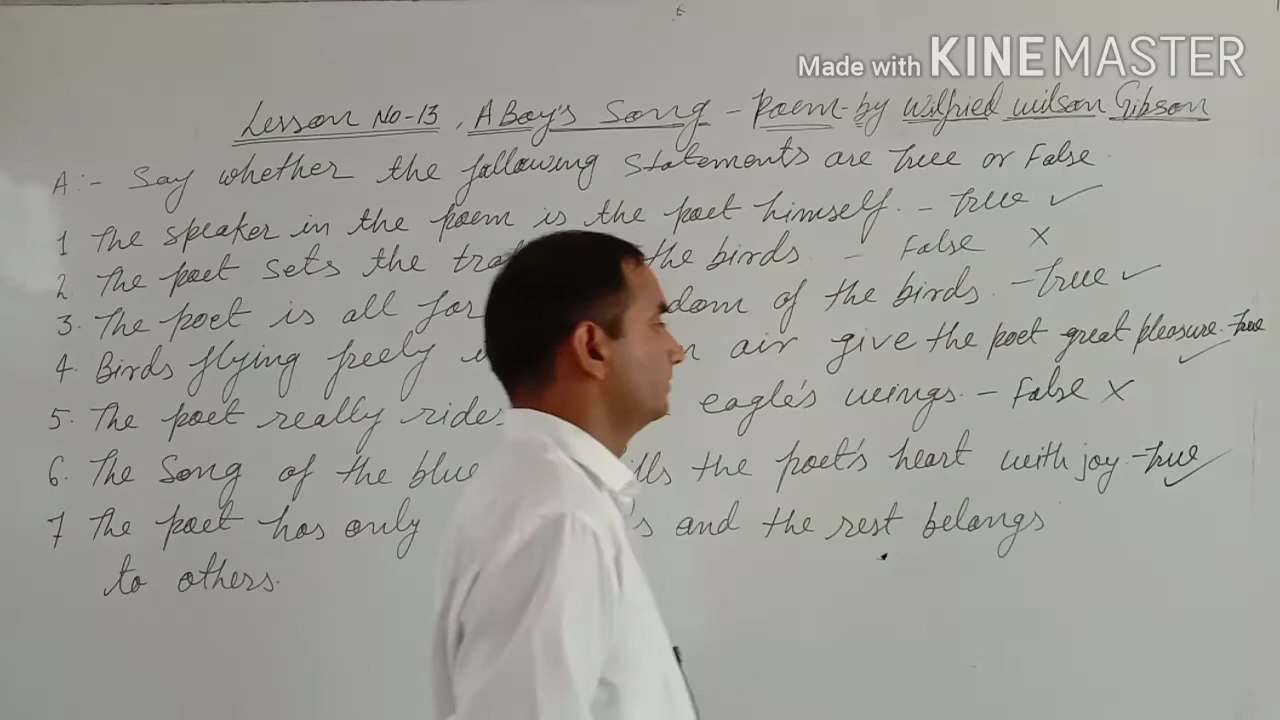 Made with KINEMASTER
Lesson No-13, A Boy's Song - Poem - by Wilfried Wilson Gibson
A:- Say whether the following statements are True or False.
1 The speaker in the poem is the poet himself. - True ✓
2. The poet sets the the birds. - False ×
3. The poet is all for of the birds. - True ✓
4. Birds flying freely air give the poet great pleasure. True ✓
5. The poet really rides eagle's wings. - False ×
6. The Song of the blue the poet's heart with joy - True ✓
7 The poet has only and the rest belongs
to others.